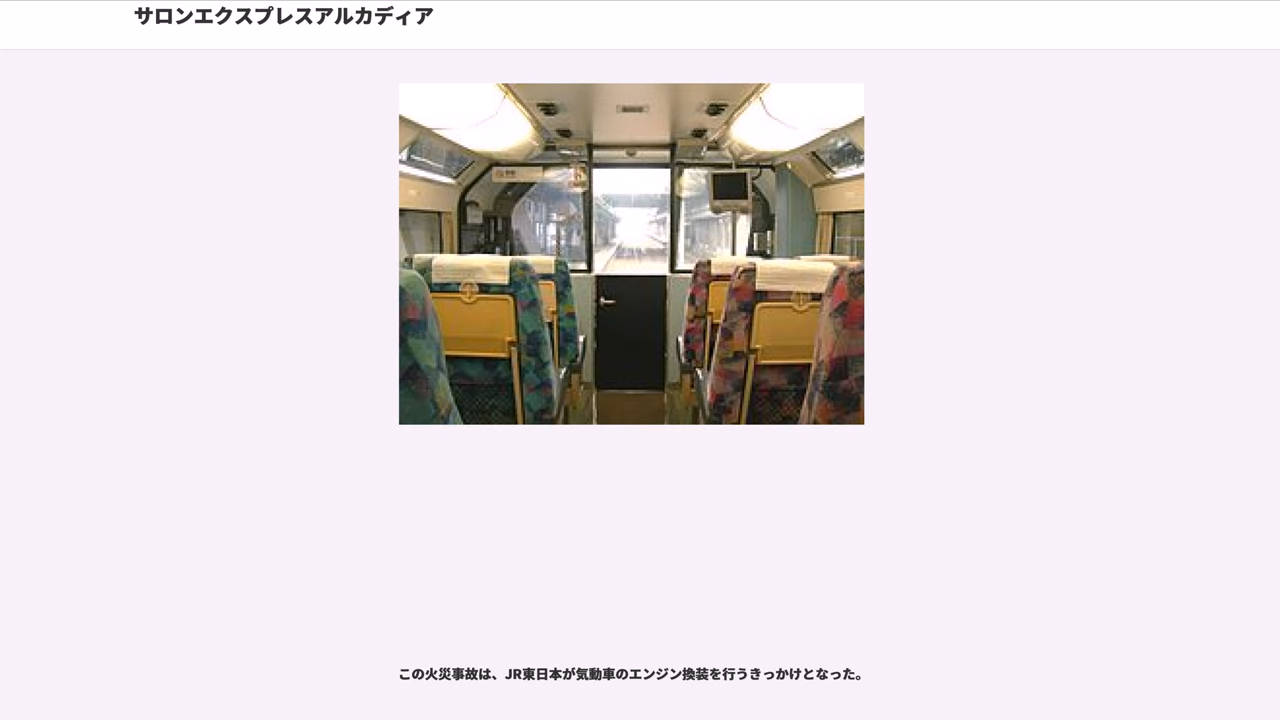 サロンエクスプレスアルカディア
この火災事故は、JR東日本が気動車のエンジン換装を行うきっかけとなった。